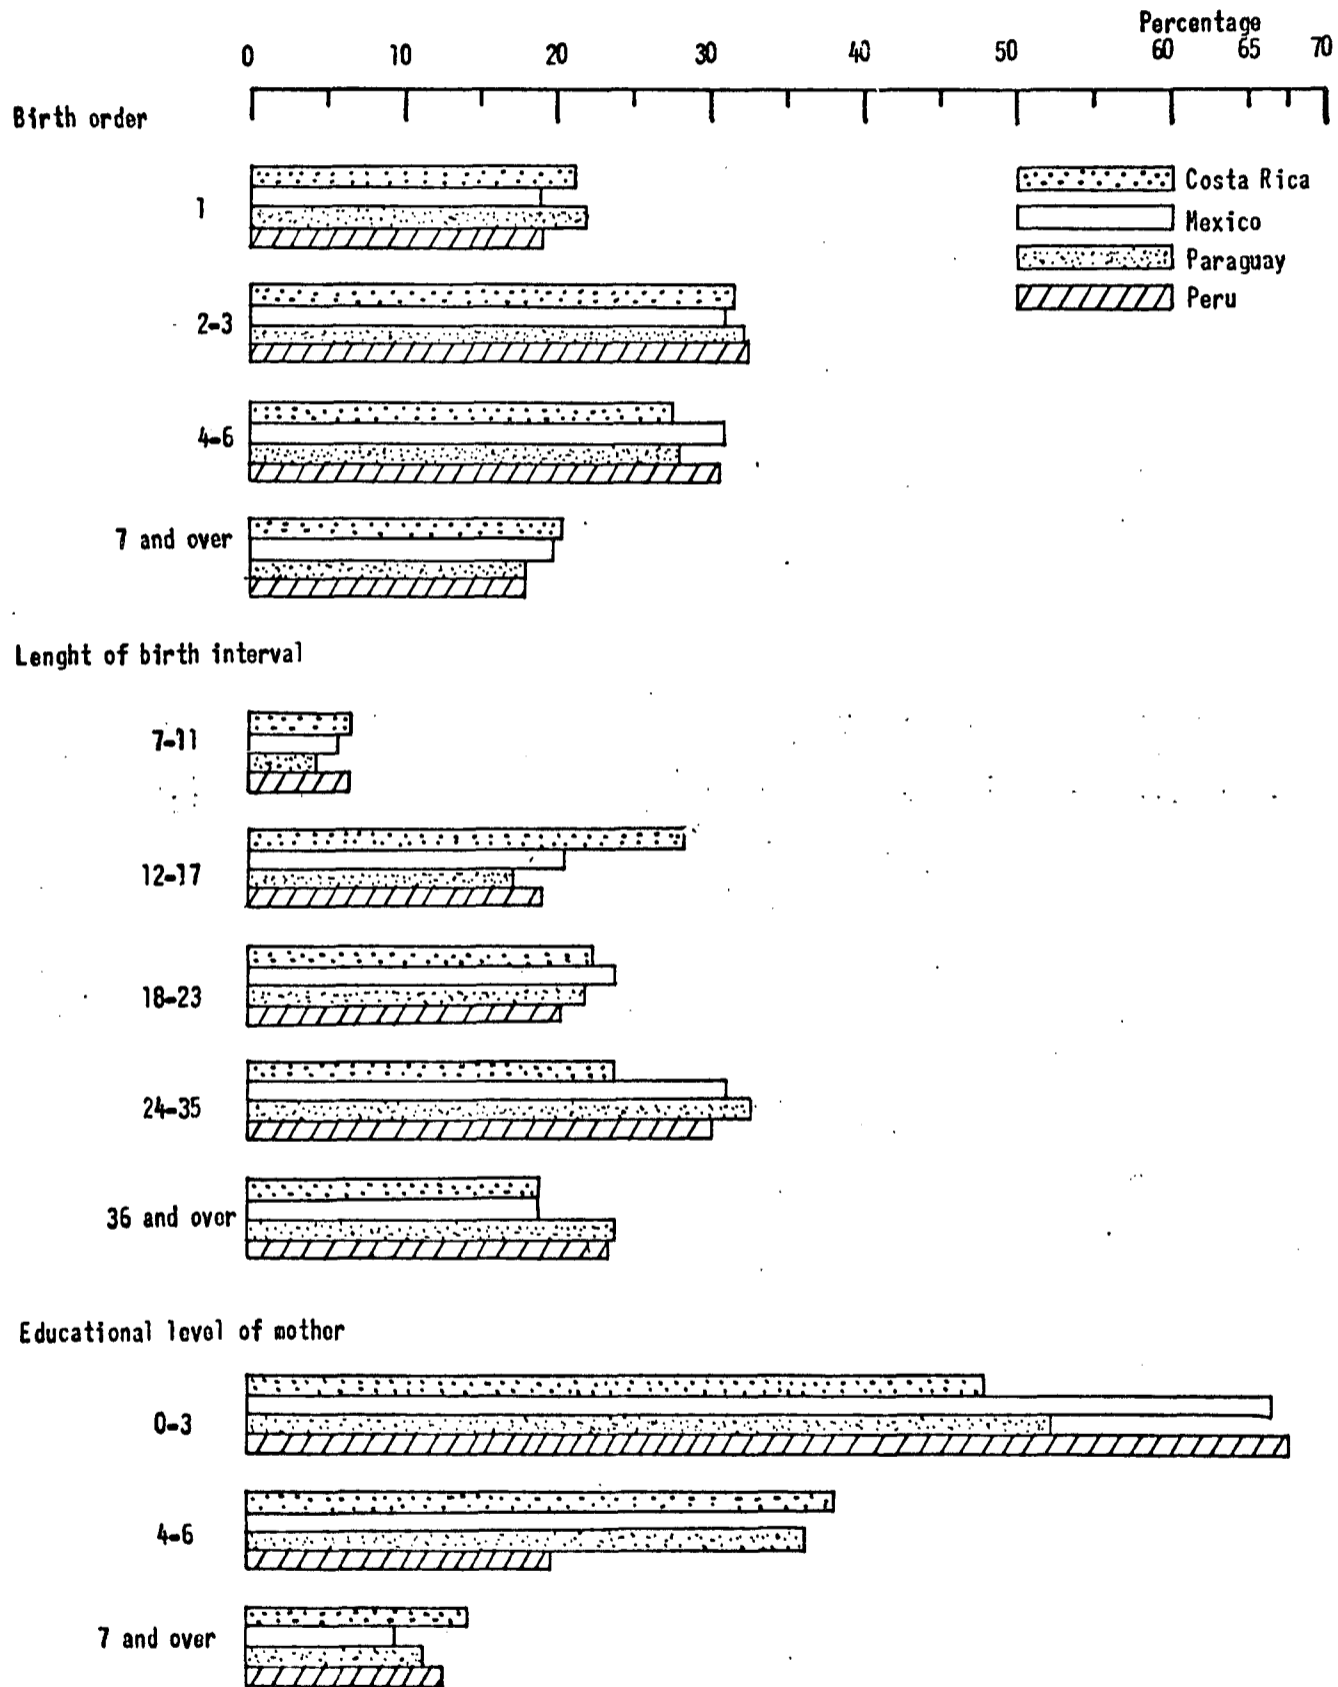 Percentage
0 10 20 30 40 50 60 65 70
Birth order
1
2-3
4-6
7 and over
Costa Rica
Mexico
Paraguay
Peru
Lenght of birth interval
7-11
12-17
18-23
24-35
36 and over
Educational level of mother
0-3
4-6
7 and over